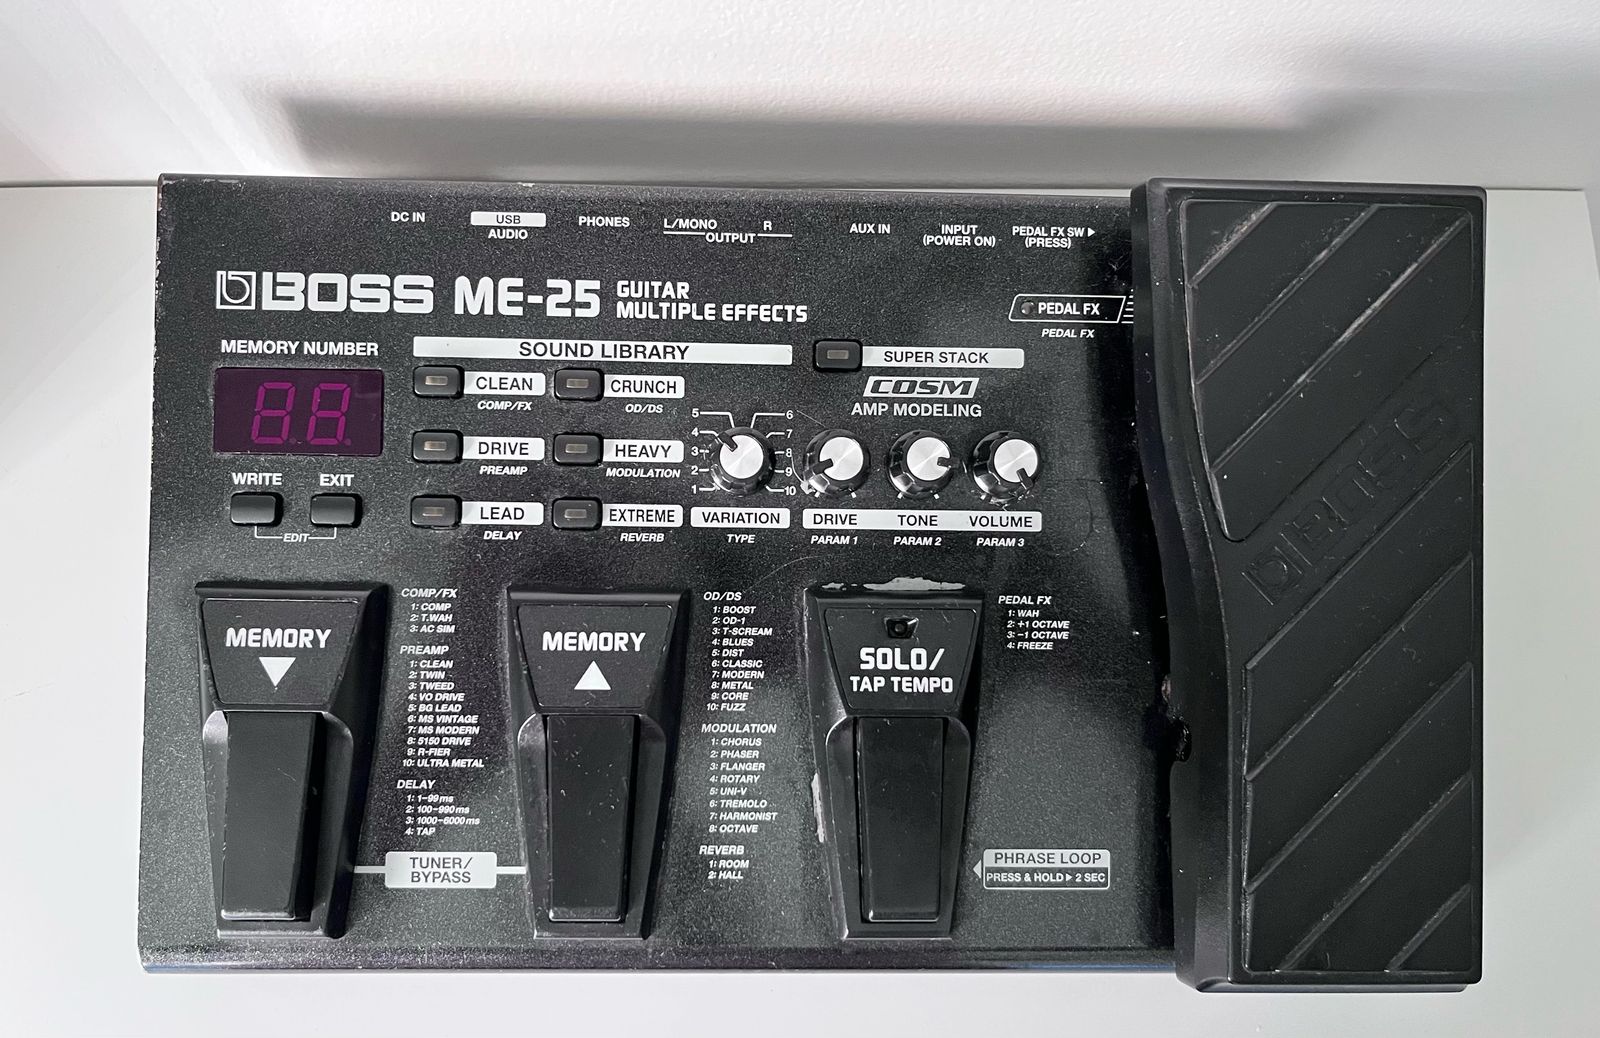 DC IN
USB
AUDIO
PHONES
L/MONO
R
OUTPUT
AUX IN
INPUT
(POWER ON)
PEDAL FX SW ▶
(PRESS)
BOSS ME-25 GUITAR
MULTIPLE EFFECTS
PEDAL FX
PEDAL FX
MEMORY NUMBER
8.8.
WRITE
EXIT
EDIT
SOUND LIBRARY
CLEAN
COMP/FX
CRUNCH
OD/DS
DRIVE
PREAMP
HEAVY
MODULATION
LEAD
DELAY
EXTREME
REVERB
SUPER STACK
COSM
AMP MODELING
5
6
4
7
3
8
2
9
1
10
VARIATION
TYPE
DRIVE
PARAM 1
TONE
PARAM 2
VOLUME
PARAM 3
MEMORY
▼
COMP/FX
1: COMP
2: T.WAH
3: AC SIM
PREAMP
1: CLEAN
2: TWIN
3: TWEED
4: VO DRIVE
5: BG LEAD
6: MS VINTAGE
7: MS MODERN
8: 5150 DRIVE
9: R-FIER
10: ULTRA METAL
DELAY
1: 1-99 ms
2: 100-990 ms
3: 1000-6000 ms
4: TAP
TUNER/
BYPASS
MEMORY
▲
OD/DS
1: BOOST
2: OD-1
3: T-SCREAM
4: BLUES
5: DIST
6: CLASSIC
7: MODERN
8: METAL
9: CORE
10: FUZZ
MODULATION
1: CHORUS
2: PHASER
3: FLANGER
4: ROTARY
5: UNI-V
6: TREMOLO
7: HARMONIST
8: OCTAVE
REVERB
1: ROOM
2: HALL
SOLO/
TAP TEMPO
PEDAL FX
1: WAH
2: +1 OCTAVE
3: -1 OCTAVE
4: FREEZE
PHRASE LOOP
PRESS & HOLD ▶ 2 SEC
BOSS